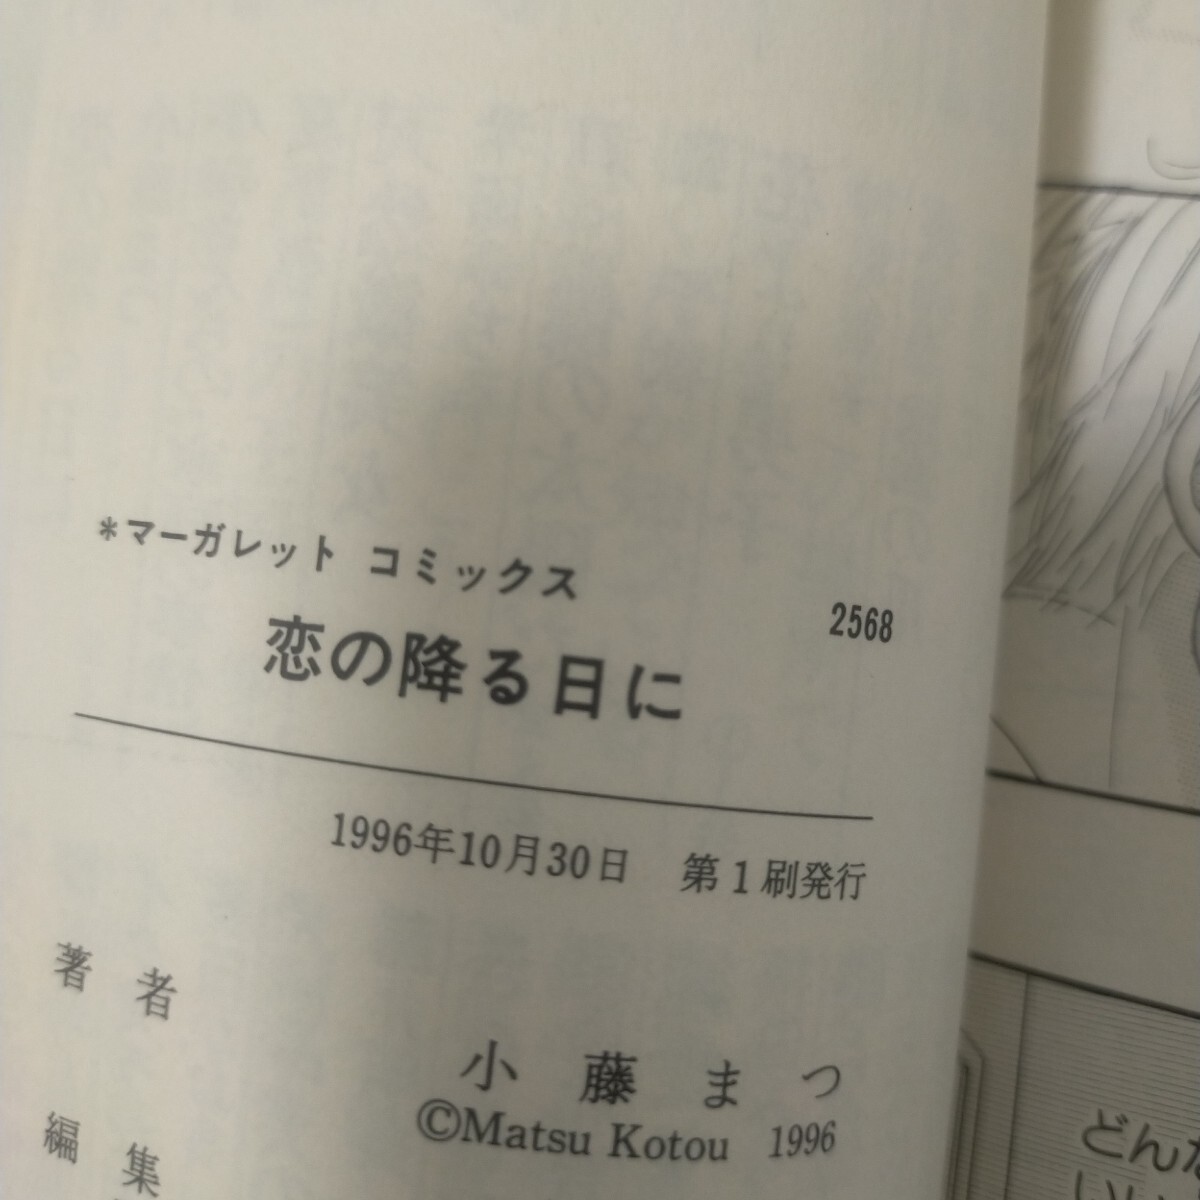 *マーガレット コミックス
2568
恋の降る日に
1996年10月30日 第1刷発行
著者
小藤まつ
©Matsu Kotou 1996
編集
どんな